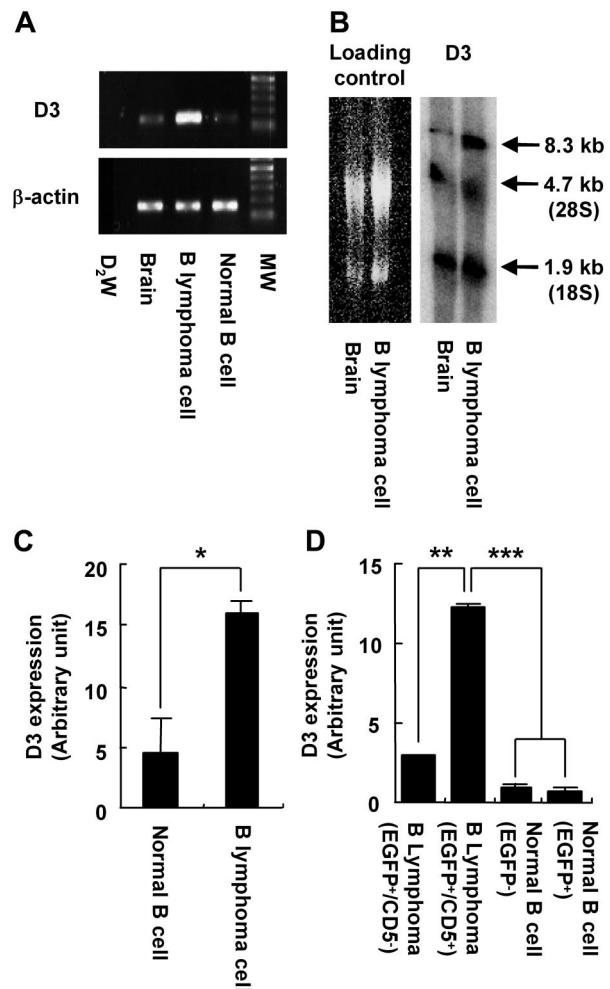 A
D3
β-actin
D₂W
Brain
B lymphoma cell
Normal B cell
MW
B
Loading control
D3
8.3 kb
4.7 kb
(28S)
1.9 kb
(18S)
Brain
B lymphoma cell
Brain
B lymphoma cell
C
D3 expression
(Arbitrary unit)
20
15
10
5
0
*
Normal B cell
B lymphoma cel
D
D3 expression
(Arbitrary unit)
15
12
5
0
**
***
B Lymphoma
(EGFP⁺/CD5⁻)
B Lymphoma
(EGFP⁺/CD5⁺)
Normal B cell
(EGFP⁻)
Normal B cell
(EGFP⁺)